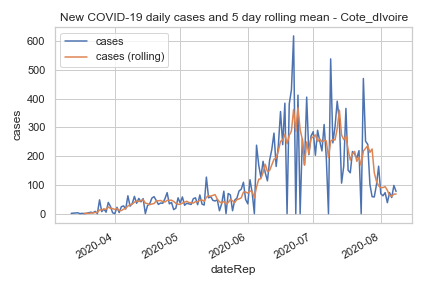 New COVID-19 daily cases and 5 day rolling mean - Cote_dIvoire
cases
cases (rolling)
600
500
400
300
200
100
0
cases
2020-04
2020-05
2020-06
2020-07
2020-08
dateRep